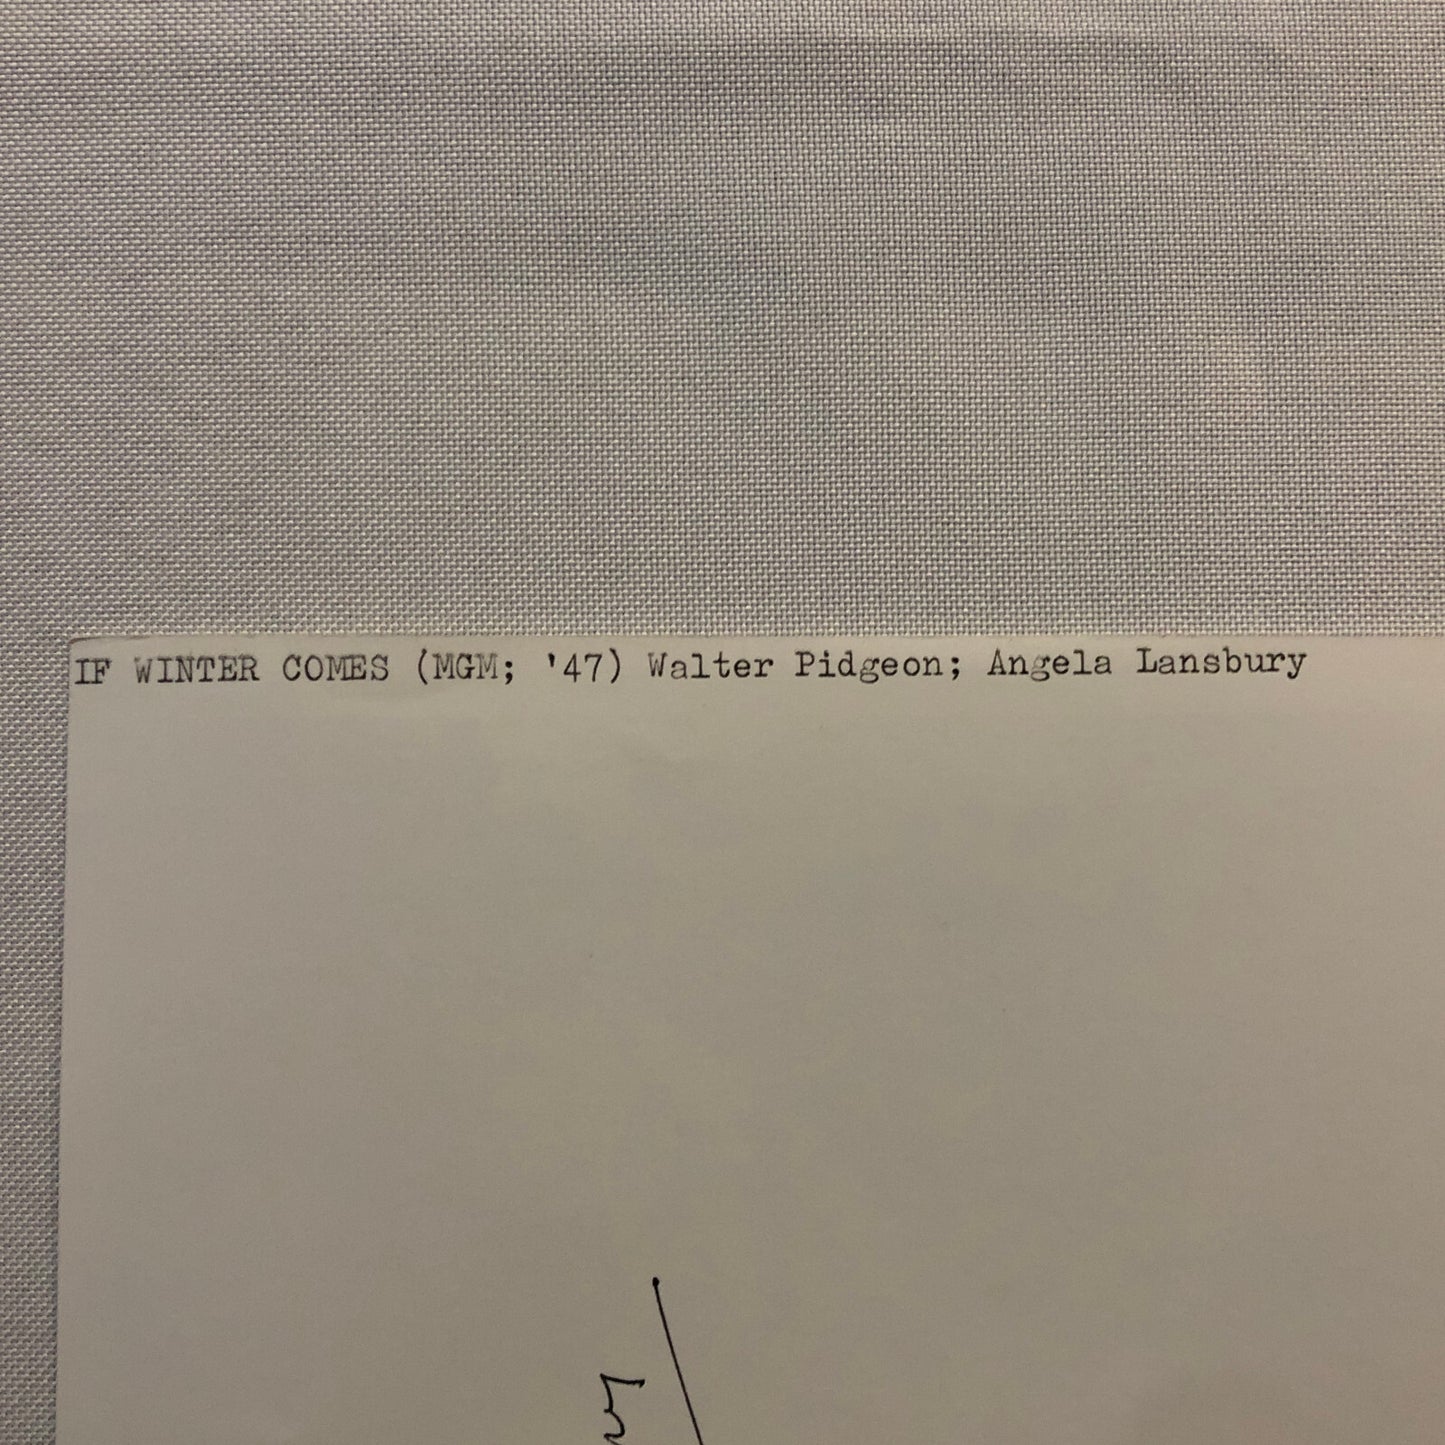 IF WINTER COMES (MGM; '47) Walter Pidgeon; Angela Lansbury